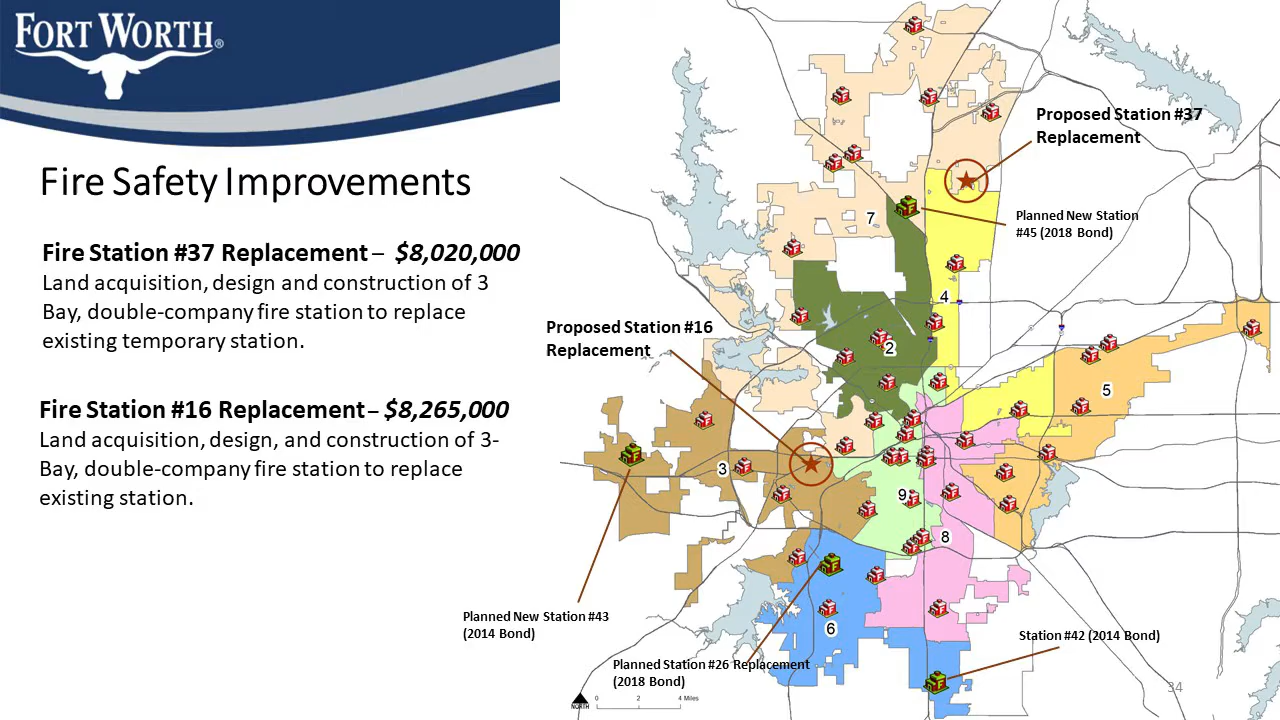 FORT WORTH®
Fire Safety Improvements
Fire Station #37 Replacement – $8,020,000
Land acquisition, design and construction of 3
Bay, double-company fire station to replace
existing temporary station.
Fire Station #16 Replacement – $8,265,000
Land acquisition, design, and construction of 3-
Bay, double-company fire station to replace
existing station.
Proposed Station #37
Replacement
Planned New Station
#45 (2018 Bond)
Proposed Station #16
Replacement
7
4
2
5
3
9
8
6
Planned New Station #43
(2014 Bond)
Planned Station #26 Replacement
(2018 Bond)
Station #42 (2014 Bond)
NORTH
0 2 4 Miles
34